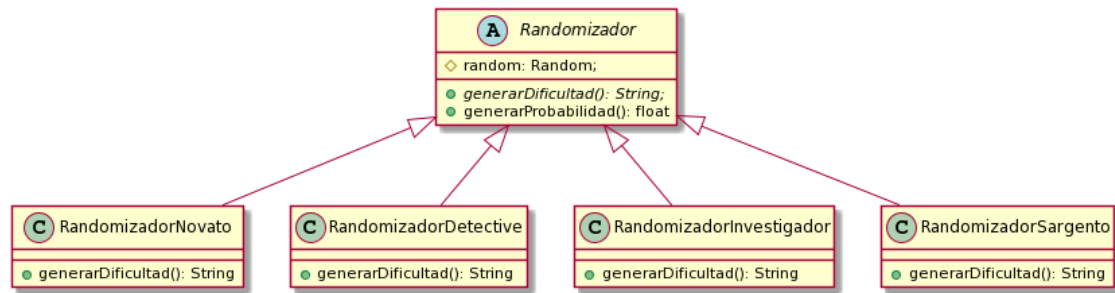 A Randomizador
random: Random;
generarDificultad(): String;
generarProbabilidad(): float
C RandomizadorNovato
generarDificultad(): String
C RandomizadorDetective
generarDificultad(): String
C RandomizadorInvestigador
generarDificultad(): String
C RandomizadorSargento
generarDificultad(): String